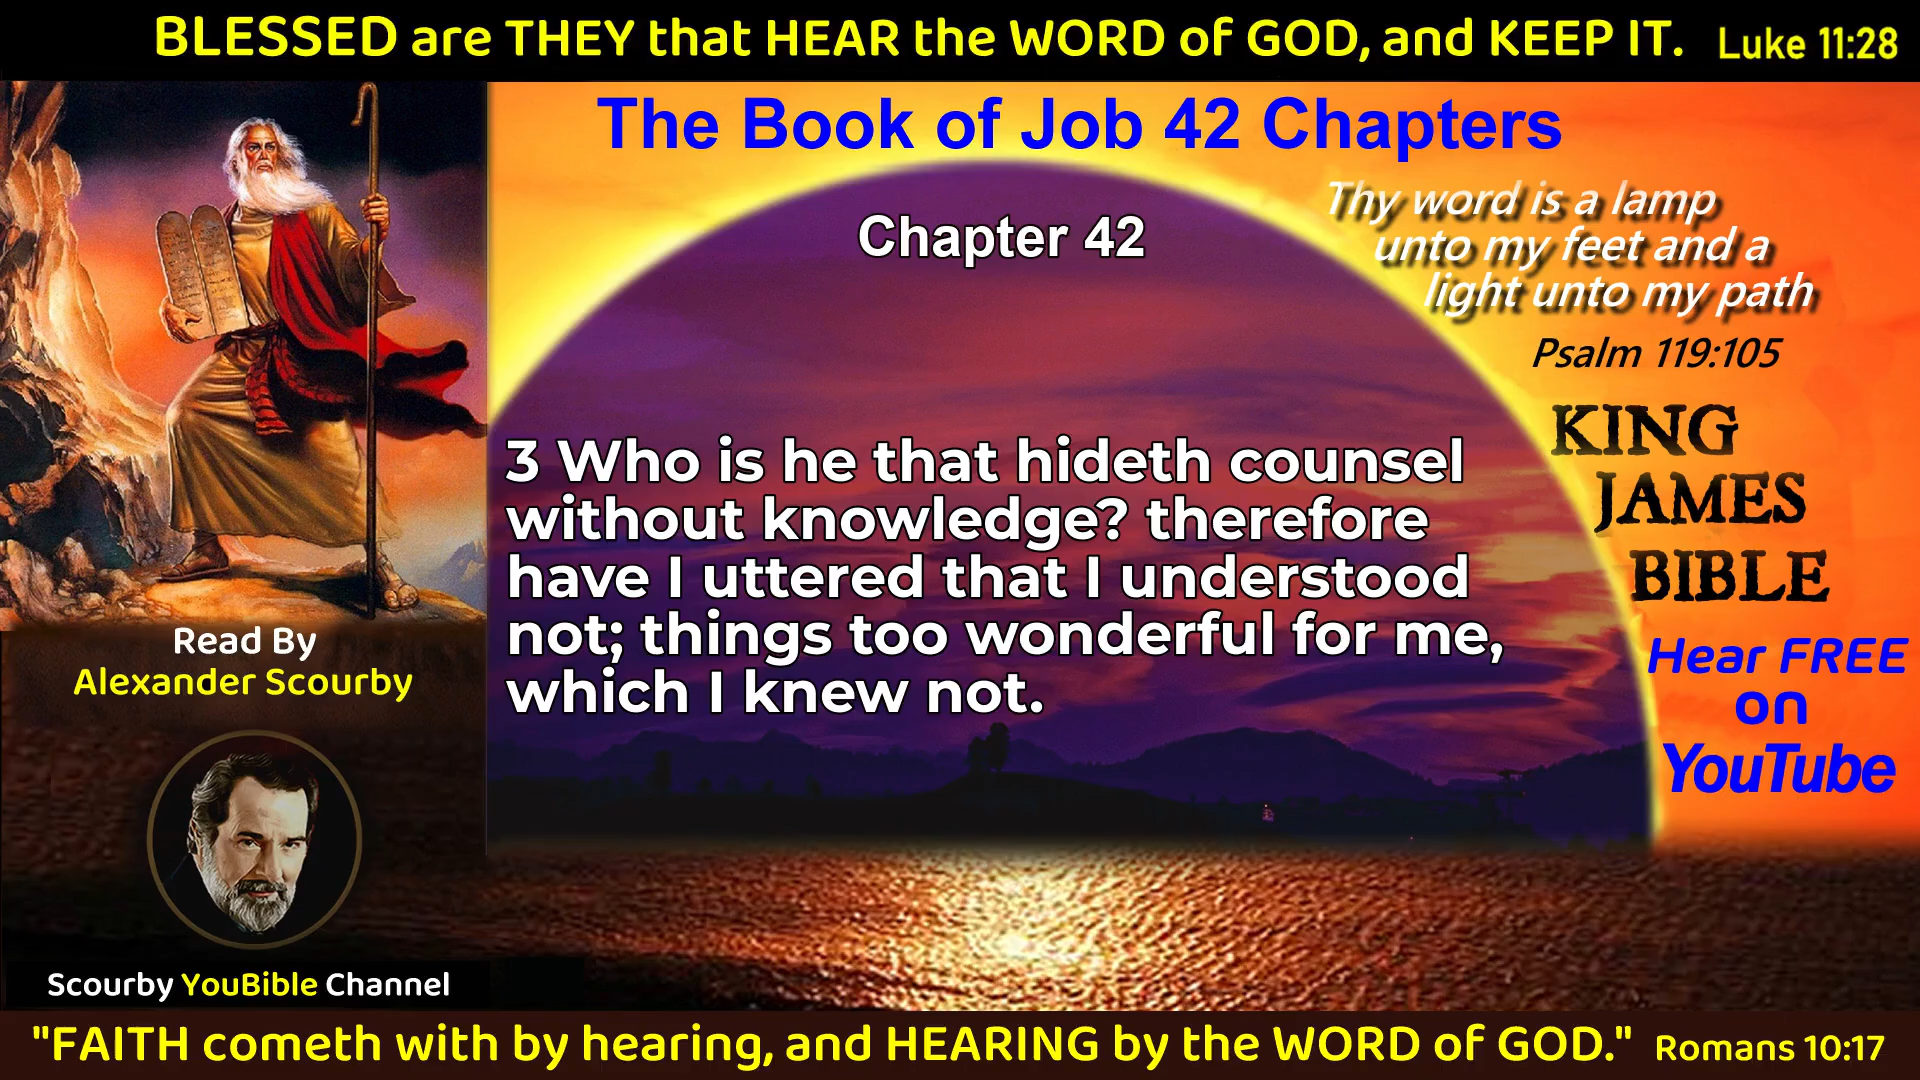 BLESSED are THEY that HEAR the WORD of GOD, and KEEP IT. Luke 11:28
The Book of Job 42 Chapters
Chapter 42
Thy word is a lamp
unto my feet and a
light unto my path
Psalm 119:105
KING
JAMES
BIBLE
3 Who is he that hideth counsel
without knowledge? therefore
have I uttered that I understood
not; things too wonderful for me,
which I knew not.
Hear FREE
on
YouTube
Read By
Alexander Scourby
Scourby YouBible Channel
"FAITH cometh with by hearing, and HEARING by the WORD of GOD." Romans 10:17